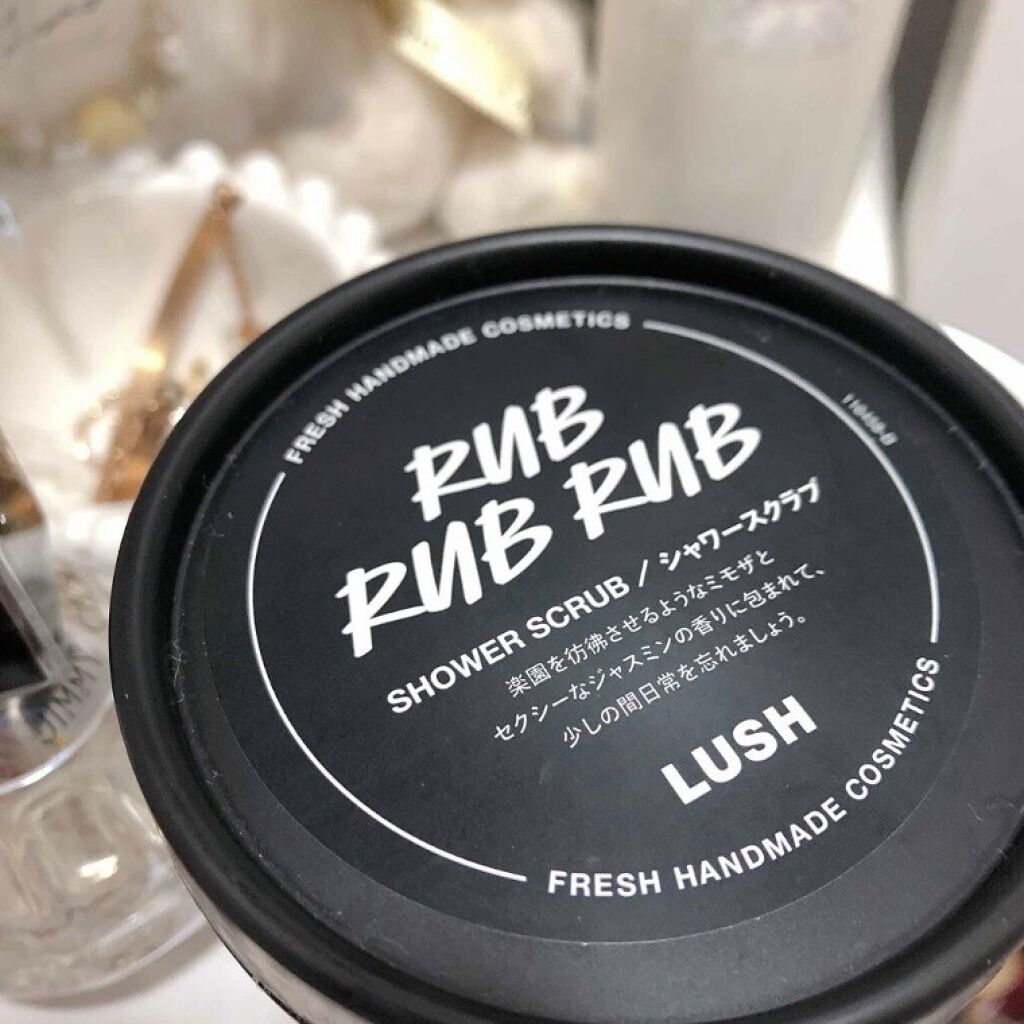 FRESH HANDMADE COSMETICS
RUB
RUB RUB
SHOWER SCRUB / シャワースクラブ
楽園を彷彿させるようなミモザと
セクシーなジャスミンの香りに包まれて、
少しの間日常を忘れましょう。
LUSH
FRESH HANDMADE COSMETICS
JIMMY